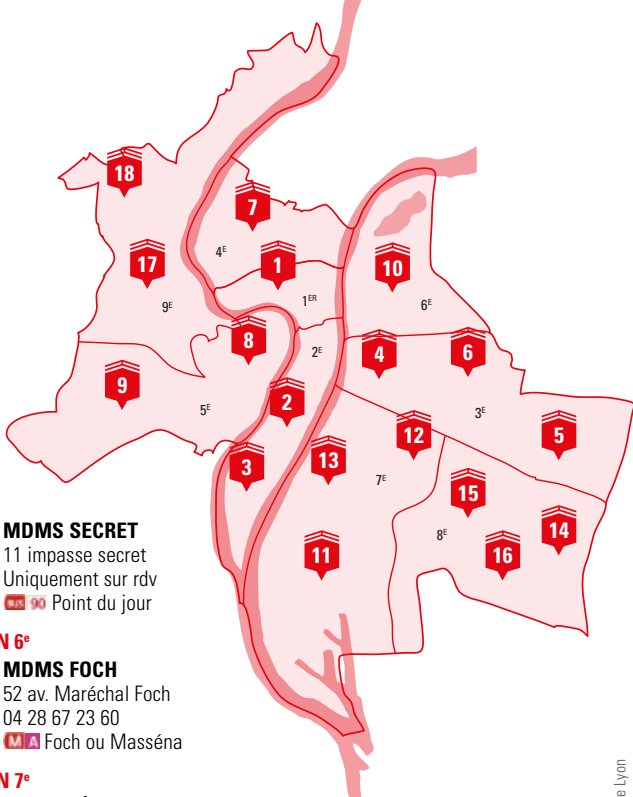 18
7
17
1
10
4E
9E
1ER
6E
8
2E
4
6
9
5E
2
3E
12
5
3
13
7E
15
14
8E
11
16
MDMS SECRET
11 impasse secret
Uniquement sur rdv
BUS 90 Point du jour
N 6e
MDMS FOCH
52 av. Maréchal Foch
04 28 67 23 60
M A Foch ou Masséna
N 7e
e Lyon